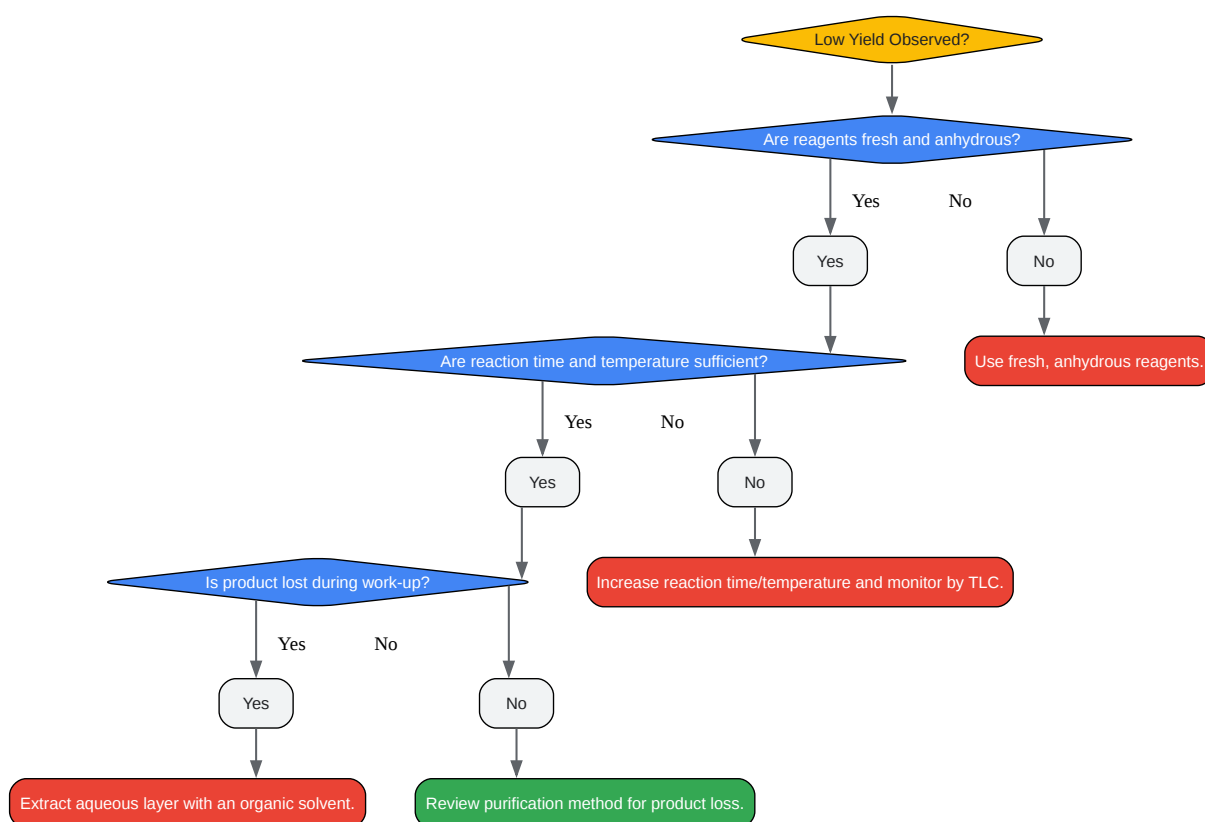 Low Yield Observed?
Are reagents fresh and anhydrous?
Yes No
Yes No
Are reaction time and temperature sufficient?
Use fresh, anhydrous reagents.
Yes No
Yes No
Is product lost during work-up?
Increase reaction time/temperature and monitor by TLC.
Yes No
Yes No
Extract aqueous layer with an organic solvent.
Review purification method for product loss.